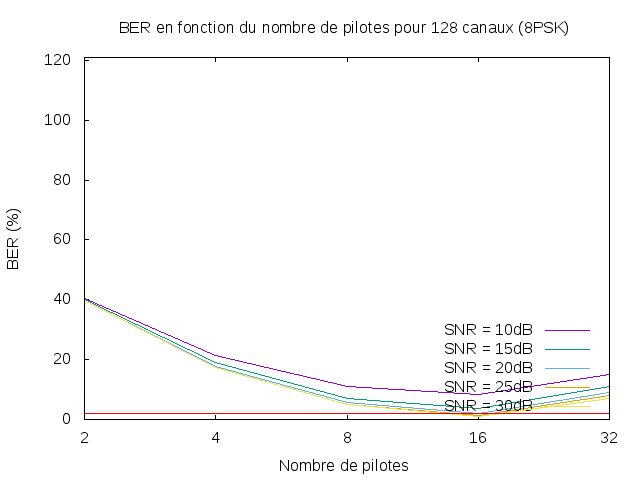 BER en fonction du nombre de pilotes pour 128 canaux (8PSK)
120
100
80
60
40
20
0
BER (%)
SNR = 10dB
SNR = 15dB
SNR = 20dB
SNR = 25dB
SNR = 30dB
2 4 8 16 32
Nombre de pilotes